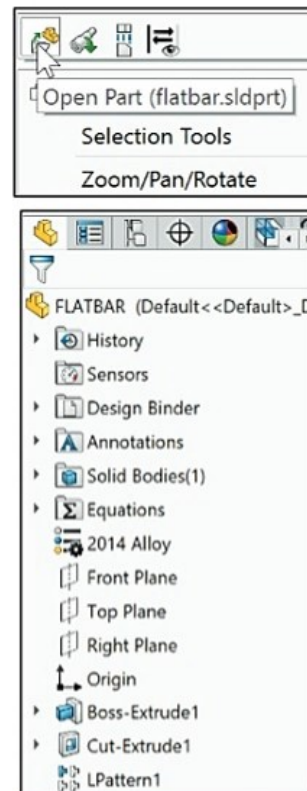 Open Part (flatbar.sldprt)
Selection Tools
Zoom/Pan/Rotate
FLATBAR (Default<<Default>_D
History
Sensors
Design Binder
Annotations
Solid Bodies(1)
Equations
2014 Alloy
Front Plane
Top Plane
Right Plane
Origin
Boss-Extrude1
Cut-Extrude1
LPattern1